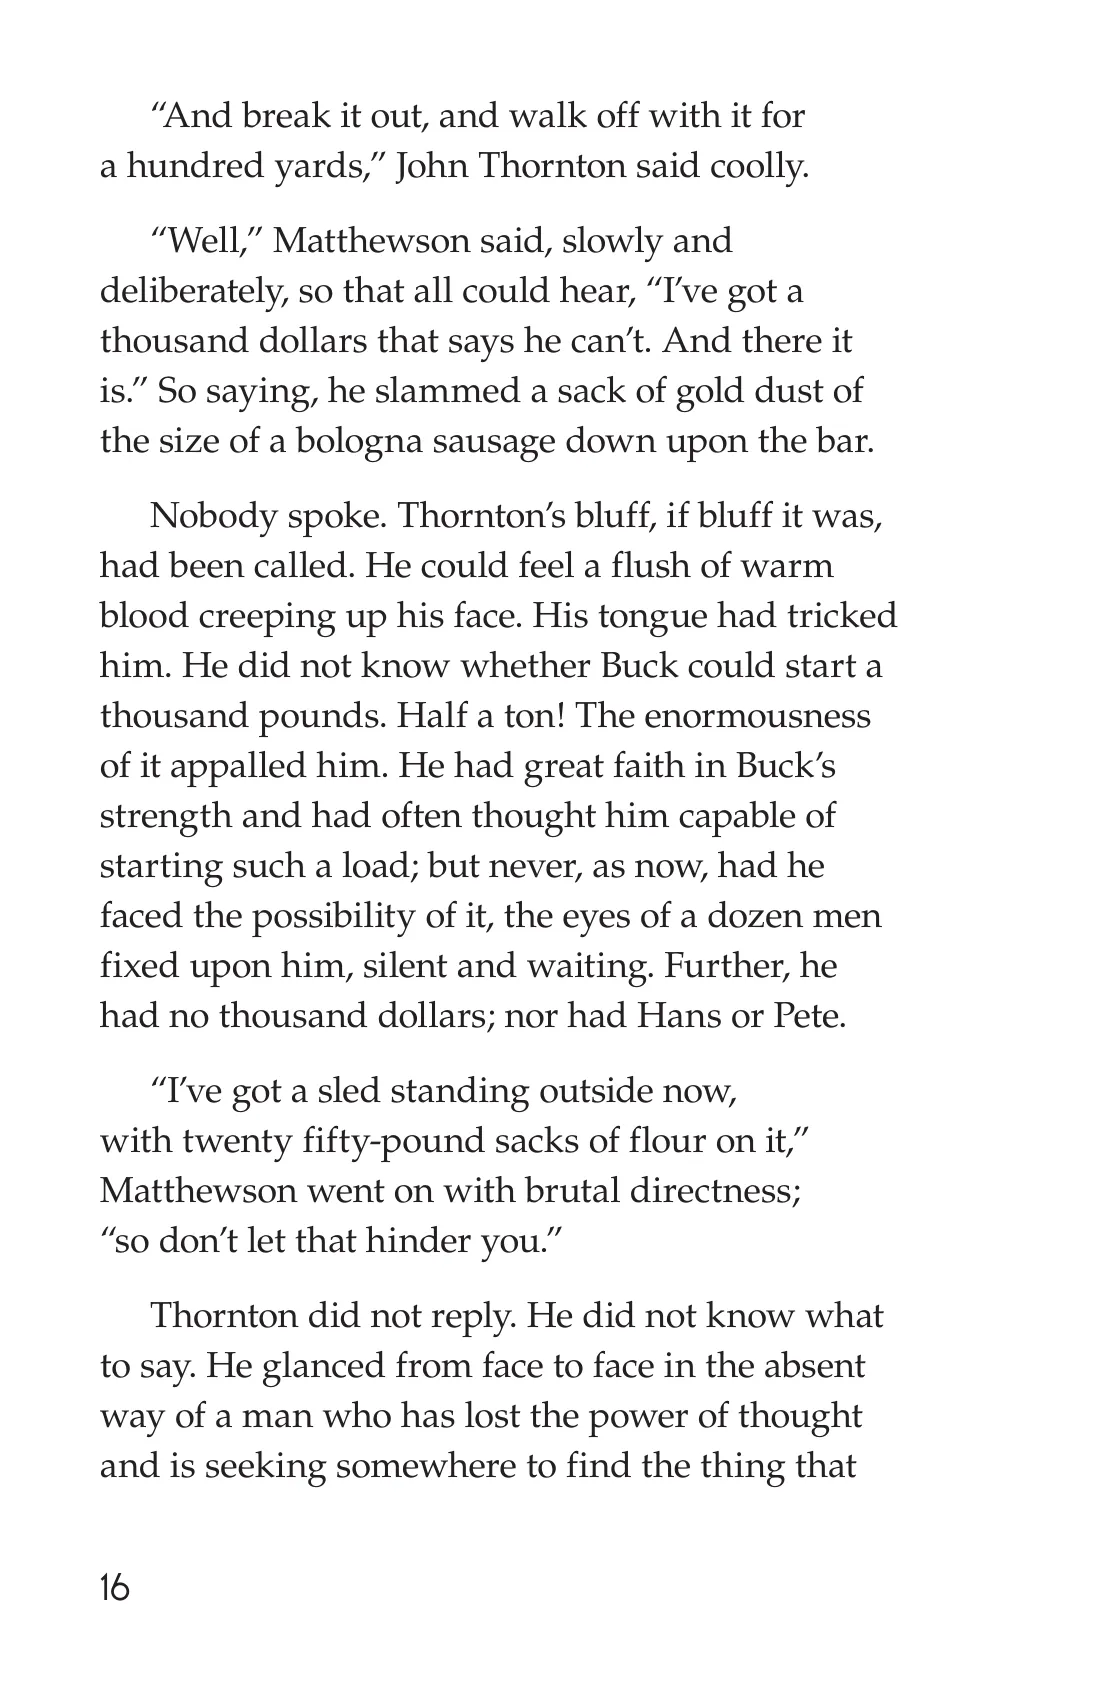 “And break it out, and walk off with it for
a hundred yards,” John Thornton said coolly.
“Well,” Matthewson said, slowly and
deliberately, so that all could hear, “I’ve got a
thousand dollars that says he can’t. And there it
is.” So saying, he slammed a sack of gold dust of
the size of a bologna sausage down upon the bar.
Nobody spoke. Thornton’s bluff, if bluff it was,
had been called. He could feel a flush of warm
blood creeping up his face. His tongue had tricked
him. He did not know whether Buck could start a
thousand pounds. Half a ton! The enormousness
of it appalled him. He had great faith in Buck’s
strength and had often thought him capable of
starting such a load; but never, as now, had he
faced the possibility of it, the eyes of a dozen men
fixed upon him, silent and waiting. Further, he
had no thousand dollars; nor had Hans or Pete.
“I’ve got a sled standing outside now,
with twenty fifty-pound sacks of flour on it,”
Matthewson went on with brutal directness;
“so don’t let that hinder you.”
Thornton did not reply. He did not know what
to say. He glanced from face to face in the absent
way of a man who has lost the power of thought
and is seeking somewhere to find the thing that
16